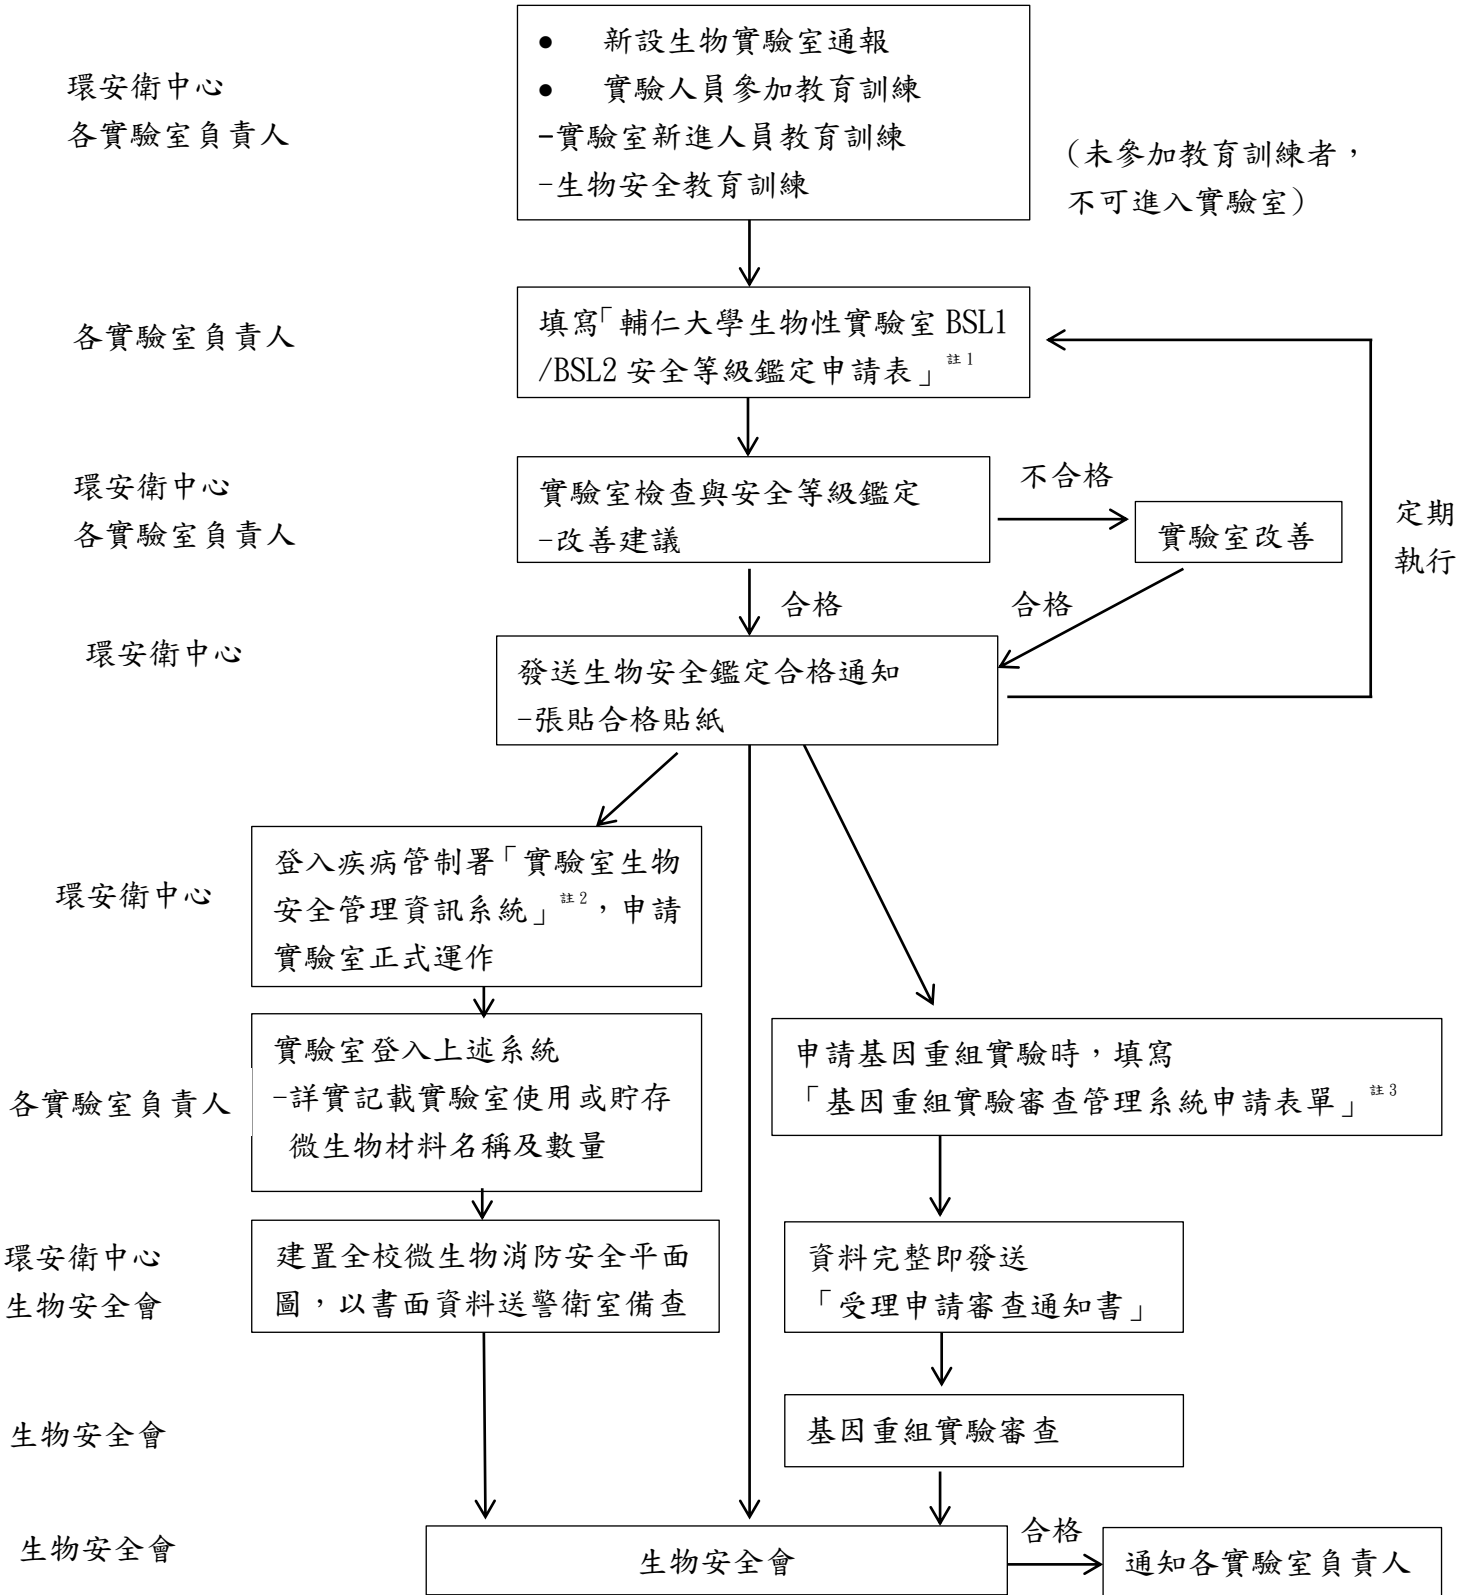 ● 新設生物實驗室通報
環安衛中心
● 實驗人員參加教育訓練
各實驗室負責人
-實驗室新進人員教育訓練
(未參加教育訓練者，
-生物安全教育訓練
不可進入實驗室)
各實驗室負責人
填寫「輔仁大學生物性實驗室 BSL1
/BSL2 安全等級鑑定申請表」註1
環安衛中心
各實驗室負責人
實驗室檢查與安全等級鑑定
-改善建議
不合格
實驗室改善
定期
執行
合格
合格
環安衛中心
發送生物安全鑑定合格通知
-張貼合格貼紙
環安衛中心
登入疾病管制署「實驗室生物
安全管理資訊系統」註2，申請
實驗室正式運作
各實驗室負責人
實驗室登入上述系統
-詳實記載實驗室使用或貯存
微生物材料名稱及數量
申請基因重組實驗時，填寫
「基因重組實驗審查管理系統申請表單」註3
環安衛中心
生物安全會
建置全校微生物消防安全平面
圖，以書面資料送警衛室備查
資料完整即發送
「受理申請審查通知書」
生物安全會
基因重組實驗審查
生物安全會
生物安全會
合格
通知各實驗室負責人